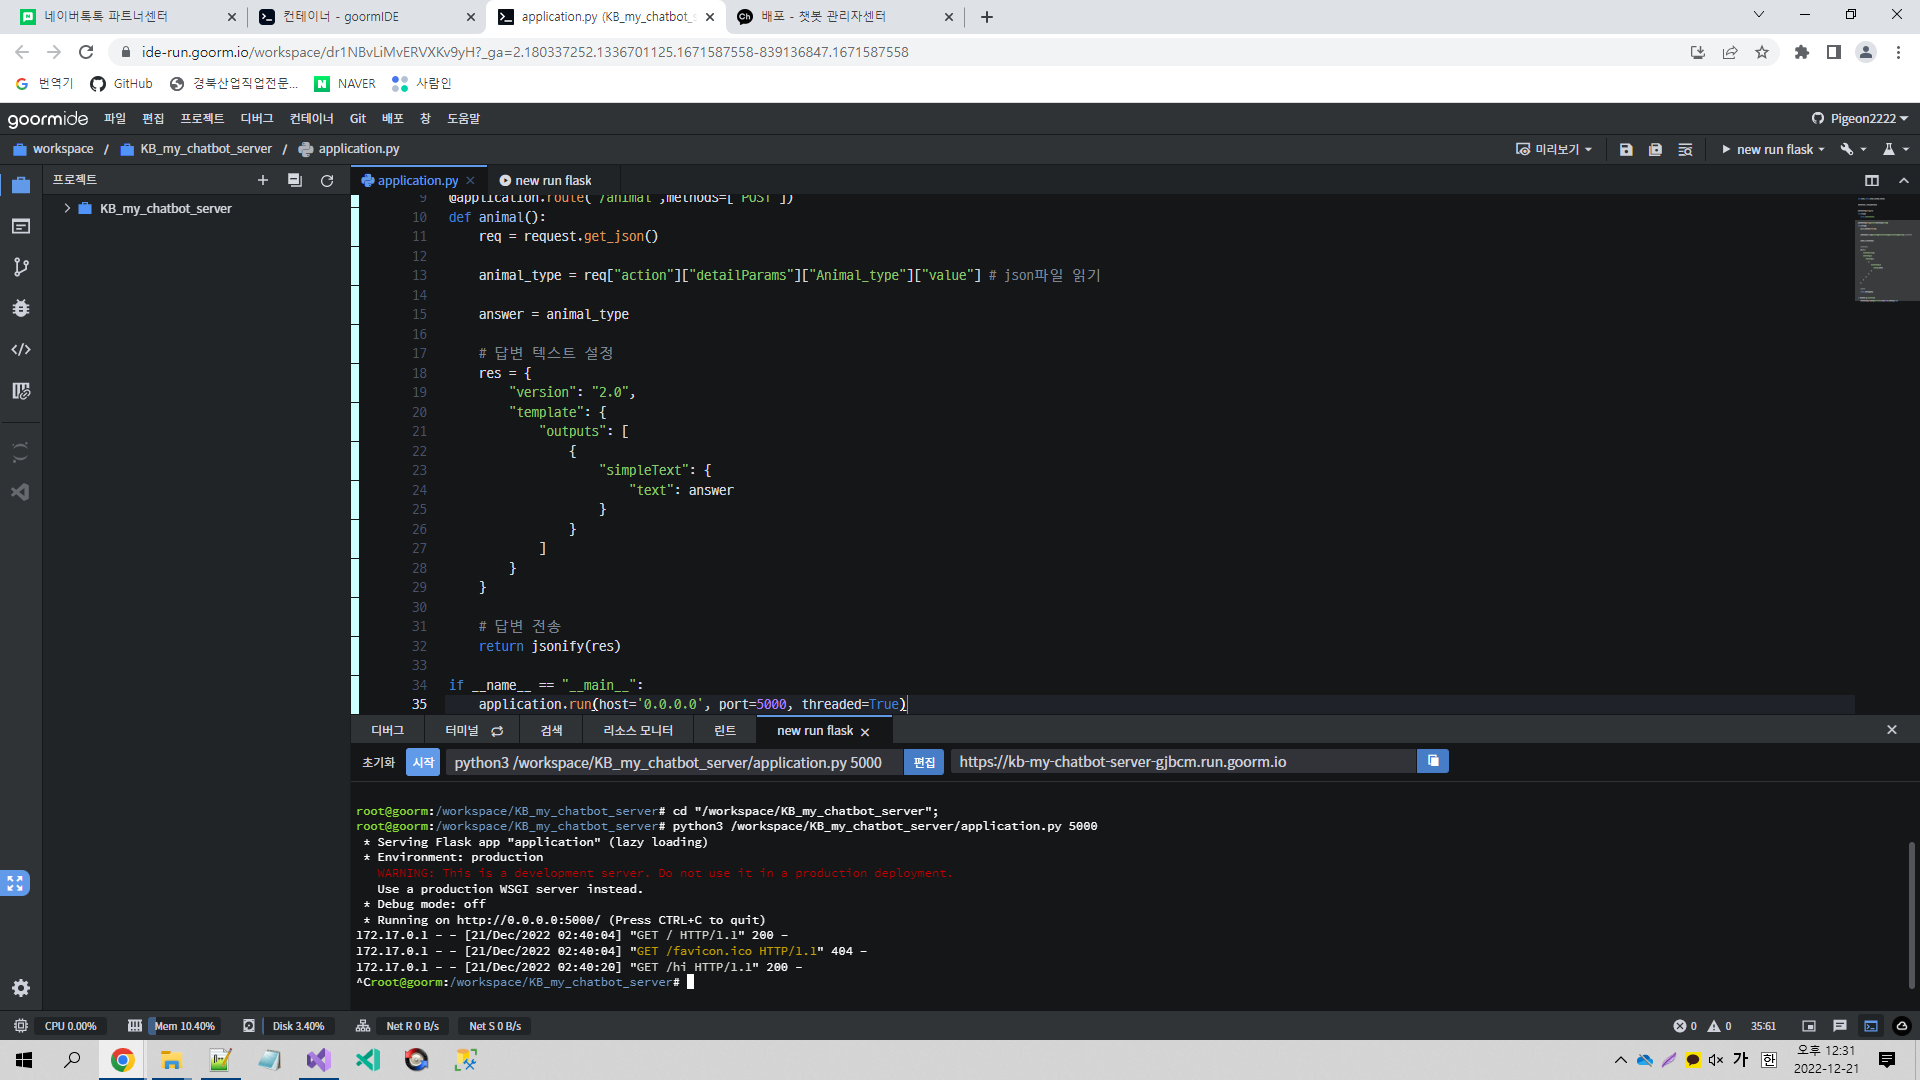 네이버톡톡 파트너센터
컨테이너 - goormIDE
application.py (KB_my_chatbot_s
배포 - 챗봇 관리자센터
ide-run.goorm.io/workspace/dr1NBvLiMvERVXKv9yH?_ga=2.180337252.1336701125.1671587558-839136847.1671587558
번역기 GitHub 경북산업직업전문... NAVER 사람인
goormide 파일 편집 프로젝트 디버그 컨테이너 Git 배포 창 도움말 Pigeon2222
workspace / KB_my_chatbot_server / application.py 미리보기 new run flask
프로젝트
application.py new run flask
KB_my_chatbot_server
9 @application.route("/animal",methods=["POST"])
10 def animal():
11 req = request.get_json()
12
13 animal_type = req["action"]["detailParams"]["Animal_type"]["value"] # json파일 읽기
14
15 answer = animal_type
16
17 # 답변 텍스트 설정
18 res = {
19 "version": "2.0",
20 "template": {
21 "outputs": [
22 {
23 "simpleText": {
24 "text": answer
25 }
26 }
27 ]
28 }
29 }
30
31 # 답변 전송
32 return jsonify(res)
33
34 if __name__ == "__main__":
35 application.run(host='0.0.0.0', port=5000, threaded=True)
디버그 터미널 검색 리소스 모니터 린트 new run flask
초기화 시작 python3 /workspace/KB_my_chatbot_server/application.py 5000 편집 https://kb-my-chatbot-server-gjbcm.run.goorm.io
root@goorm:/workspace/KB_my_chatbot_server# cd "/workspace/KB_my_chatbot_server";
root@goorm:/workspace/KB_my_chatbot_server# python3 /workspace/KB_my_chatbot_server/application.py 5000
* Serving Flask app "application" (lazy loading)
* Environment: production
WARNING: This is a development server. Do not use it in a production deployment.
Use a production WSGI server instead.
* Debug mode: off
* Running on http://0.0.0.0:5000/ (Press CTRL+C to quit)
172.17.0.1 - - [21/Dec/2022 02:40:04] "GET / HTTP/1.1" 200 -
172.17.0.1 - - [21/Dec/2022 02:40:04] "GET /favicon.ico HTTP/1.1" 404 -
172.17.0.1 - - [21/Dec/2022 02:40:20] "GET /hi HTTP/1.1" 200 -
^Croot@goorm:/workspace/KB_my_chatbot_server#
CPU 0.00% Mem 10.40% Disk 3.40% Net R 0 B/s Net S 0 B/s 0 0 35:61
가 한 오후 12:31
2022-12-21